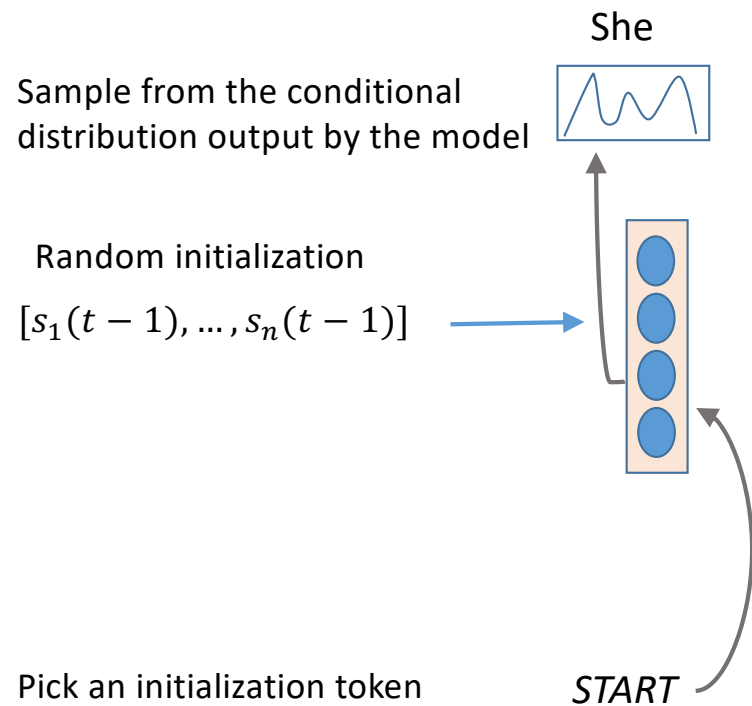 She
Sample from the conditional
distribution output by the model
Random initialization
[s₁(t − 1), … , sₙ(t − 1)]
Pick an initialization token
START